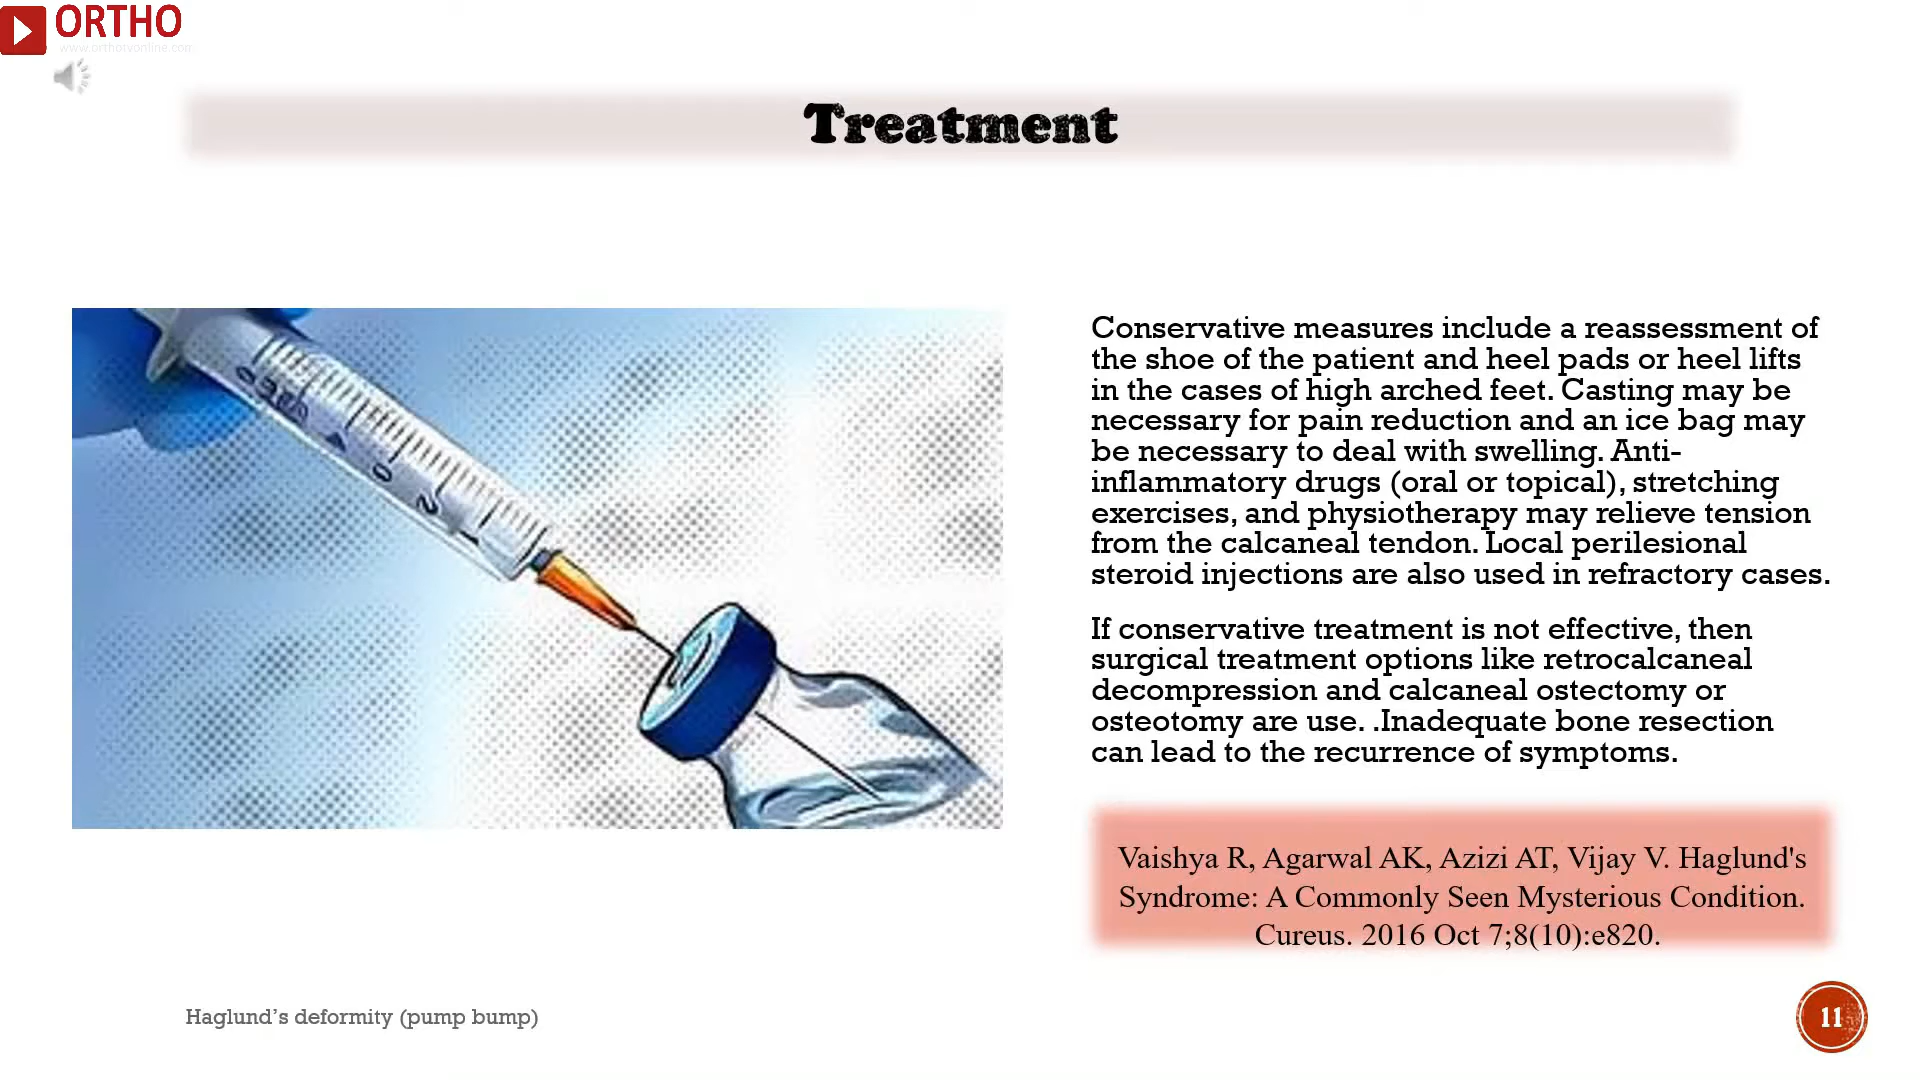 ORTHO
www.orthotvonline.com
Treatment
Conservative measures include a reassessment of
the shoe of the patient and heel pads or heel lifts
in the cases of high arched feet. Casting may be
necessary for pain reduction and an ice bag may
be necessary to deal with swelling. Anti-
inflammatory drugs (oral or topical), stretching
exercises, and physiotherapy may relieve tension
from the calcaneal tendon. Local perilesional
steroid injections are also used in refractory cases.
If conservative treatment is not effective, then
surgical treatment options like retrocalcaneal
decompression and calcaneal ostectomy or
osteotomy are use. .Inadequate bone resection
can lead to the recurrence of symptoms.
Vaishya R, Agarwal AK, Azizi AT, Vijay V. Haglund's
Syndrome: A Commonly Seen Mysterious Condition.
Cureus. 2016 Oct 7;8(10):e820.
Haglund’s deformity (pump bump)
11